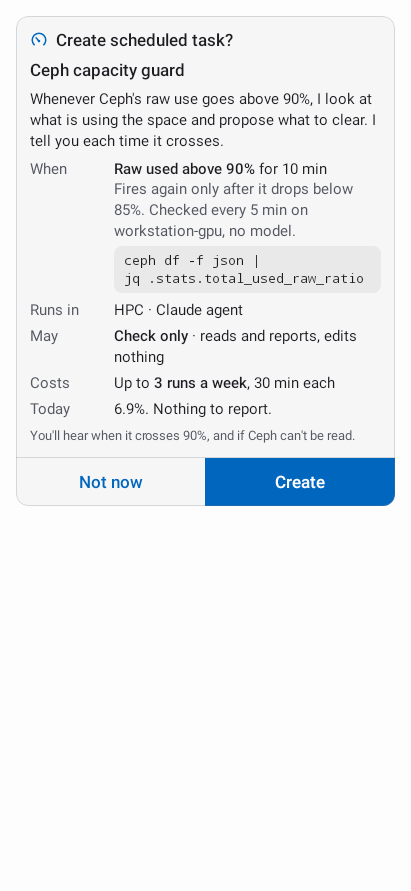 Create scheduled task?
Ceph capacity guard
Whenever Ceph's raw use goes above 90%, I look at
what is using the space and propose what to clear. I
tell you each time it crosses.
When
Raw used above 90% for 10 min
Fires again only after it drops below
85%. Checked every 5 min on
workstation-gpu, no model.
ceph df -f json |
jq .stats.total_used_raw_ratio
Runs in
HPC · Claude agent
May
Check only · reads and reports, edits
nothing
Costs
Up to 3 runs a week, 30 min each
Today
6.9%. Nothing to report.
You'll hear when it crosses 90%, and if Ceph can't be read.
Not now
Create